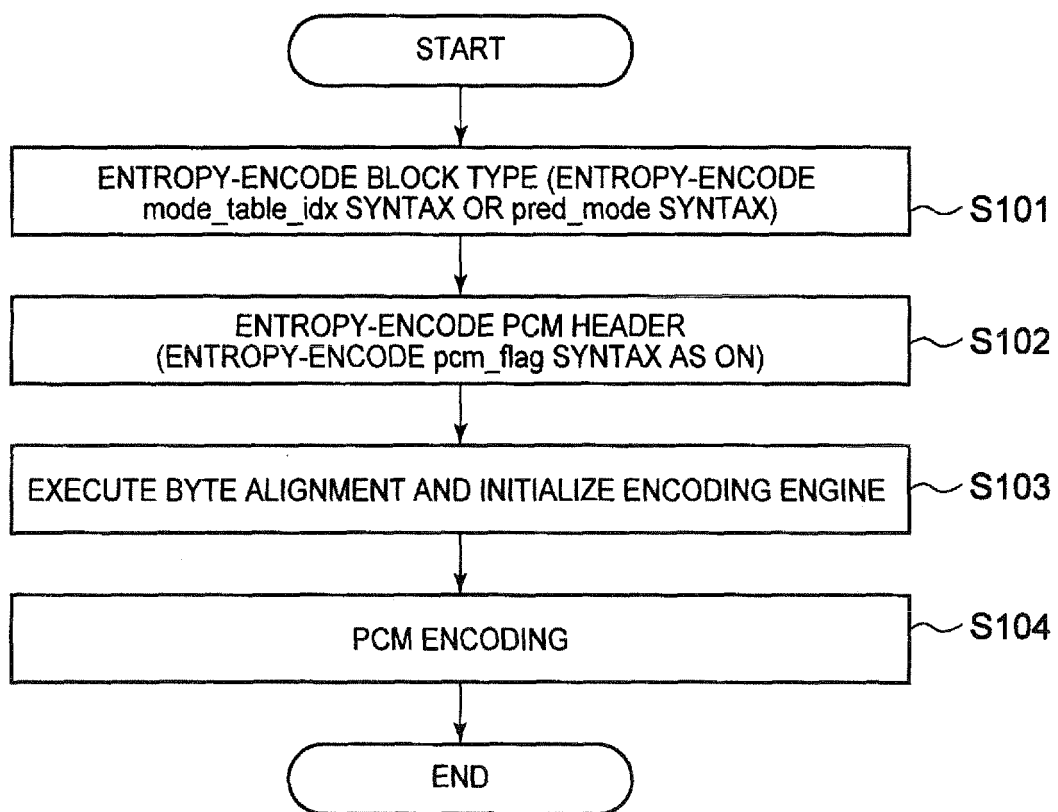 START
ENTROPY-ENCODE BLOCK TYPE (ENTROPY-ENCODE
mode_table_idx SYNTAX OR pred_mode SYNTAX)
S101
ENTROPY-ENCODE PCM HEADER
(ENTROPY-ENCODE pcm_flag SYNTAX AS ON)
S102
EXECUTE BYTE ALIGNMENT AND INITIALIZE ENCODING ENGINE
S103
PCM ENCODING
S104
END